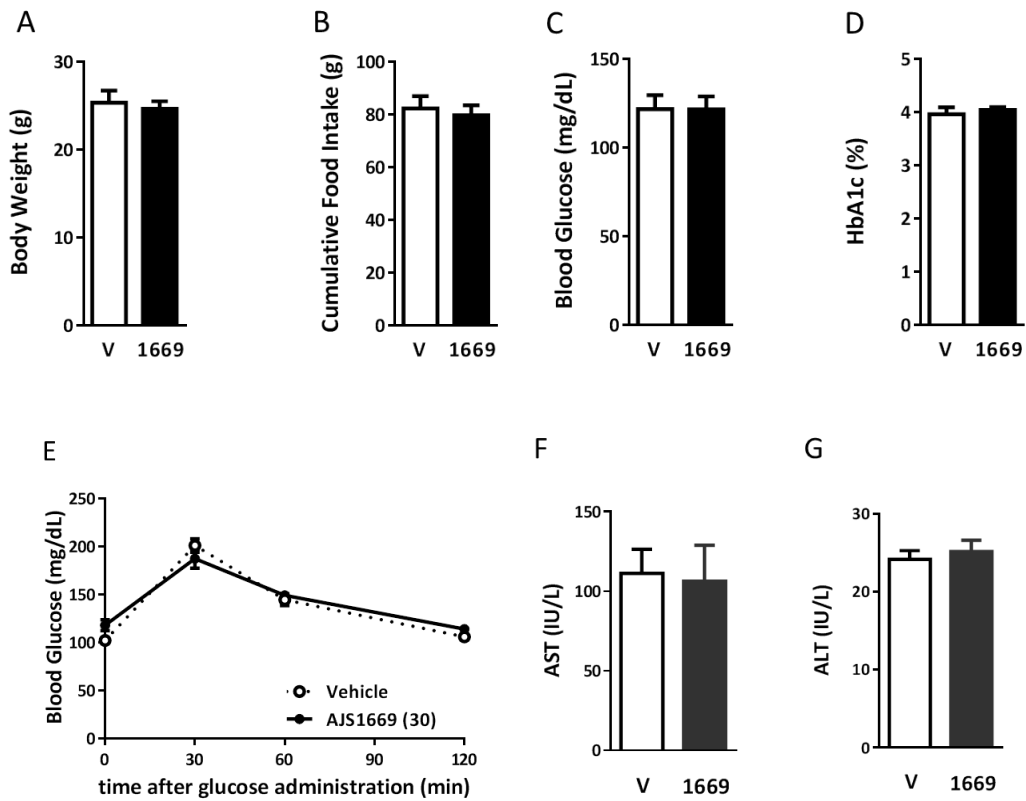 A
Body Weight (g)
30
20
10
0
V 1669
B
Cumulative Food Intake (g)
100
80
60
40
20
0
V 1669
C
Blood Glucose (mg/dL)
150
100
50
0
V 1669
D
HbA1c (%)
5
4
3
2
1
0
V 1669
E
Blood Glucose (mg/dL)
250
200
150
100
50
0
Vehicle
AJS1669 (30)
0 30 60 90 120
time after glucose administration (min)
F
AST (IU/L)
150
100
50
0
V 1669
G
ALT (IU/L)
30
20
10
0
V 1669